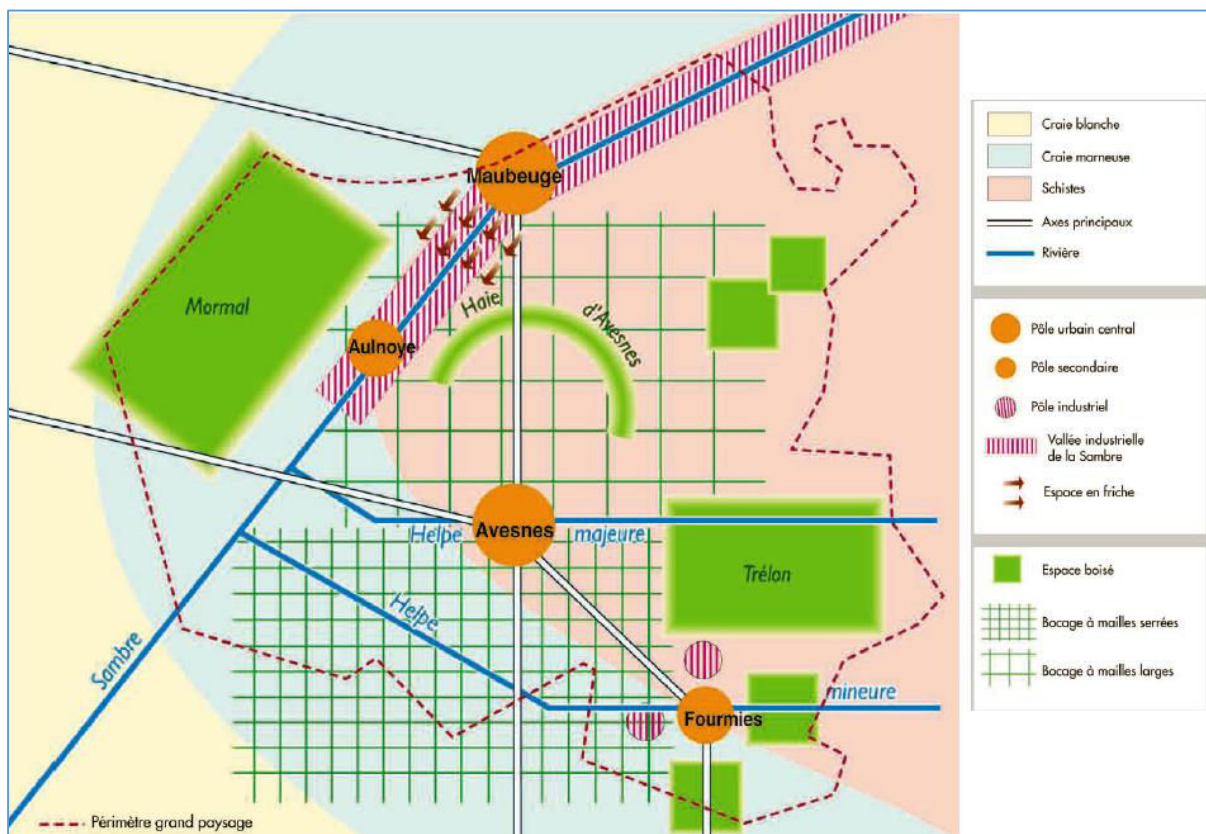 Maubeuge
Mormal
Haie
d'Avesnes
Aulnoye
Avesnes
Helpe
majeure
Trélon
Helpe
Sambre
mineure
Fourmies
Périmètre grand paysage
Craie blanche
Craie marneuse
Schistes
Axes principaux
Rivière
Pôle urbain central
Pôle secondaire
Pôle industriel
Vallée industrielle
de la Sambre
Espace en friche
Espace boisé
Bocage à mailles serrées
Bocage à mailles larges